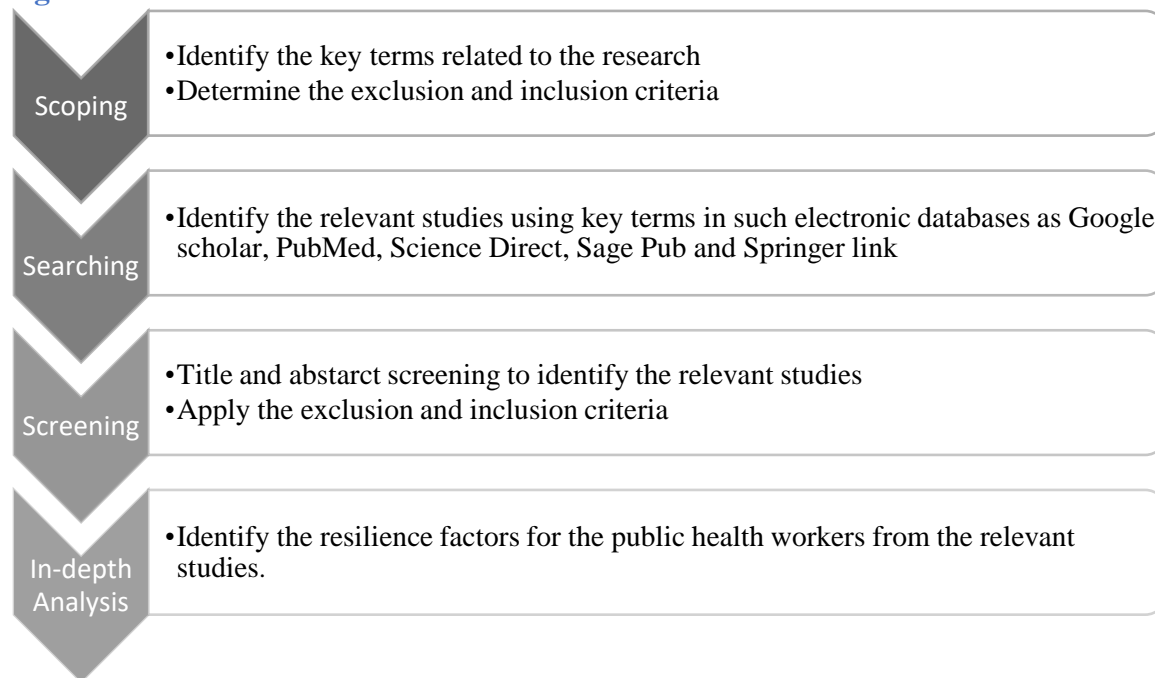 Scoping
•Identify the key terms related to the research
•Determine the exclusion and inclusion criteria
Searching
•Identify the relevant studies using key terms in such electronic databases as Google
scholar, PubMed, Science Direct, Sage Pub and Springer link
Screening
•Title and abstarct screening to identify the relevant studies
•Apply the exclusion and inclusion criteria
In-depth
Analysis
•Identify the resilience factors for the public health workers from the relevant
studies.